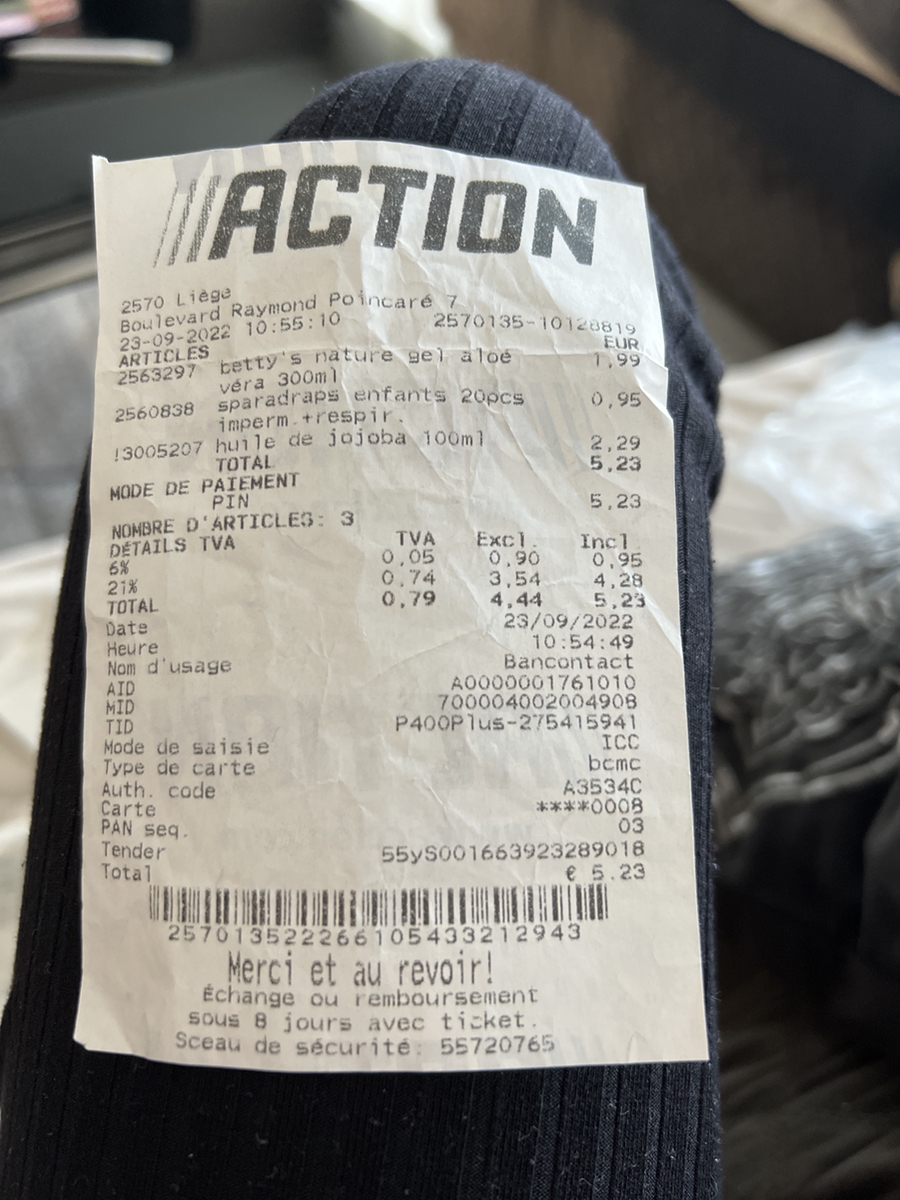 ACTION
2570 Liège
Boulevard Raymond Poincaré 7
23-09-2022 10:55:10 2570135-10128819
ARTICLES EUR
2563297 betty's nature gel aloe 1,99
véra 300ml
2560838 sparadraps enfants 20pcs 0,95
imperm.+respir.
!3005207 huile de jojoba 100ml 2,29
TOTAL 5,23
MODE DE PAIEMENT
PIN 5,23
NOMBRE D'ARTICLES: 3
DÉTAILS TVA TVA Excl. Incl.
6% 0,05 0,90 0,95
21% 0,74 3,54 4,28
TOTAL 0,79 4,44 5,23
Date 23/09/2022
Heure 10:54:49
Nom d'usage Bancontact
AID A0000001761010
MID 700004002004908
TID P400Plus-275415941
Mode de saisie ICC
Type de carte bcmc
Auth. code A3534C
Carte ****0008
PAN seq. 03
Tender 55yS001663923289018
Total € 5.23
257013522266105433212943
Merci et au revoir!
Échange ou remboursement
sous 8 jours avec ticket.
Sceau de sécurité: 55720765